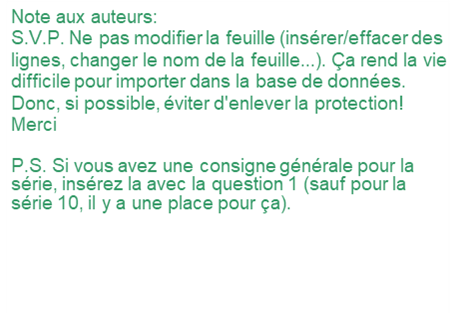 Note aux auteurs:
S.V.P. Ne pas modifier la feuille (insérer/effacer des
lignes, changer le nom de la feuille...). Ça rend la vie
difficile pour importer dans la base de données.
Donc, si possible, éviter d'enlever la protection!
Merci
P.S. Si vous avez une consigne générale pour la
série, insérez la avec la question 1 (sauf pour la
série 10, il y a une place pour ça).